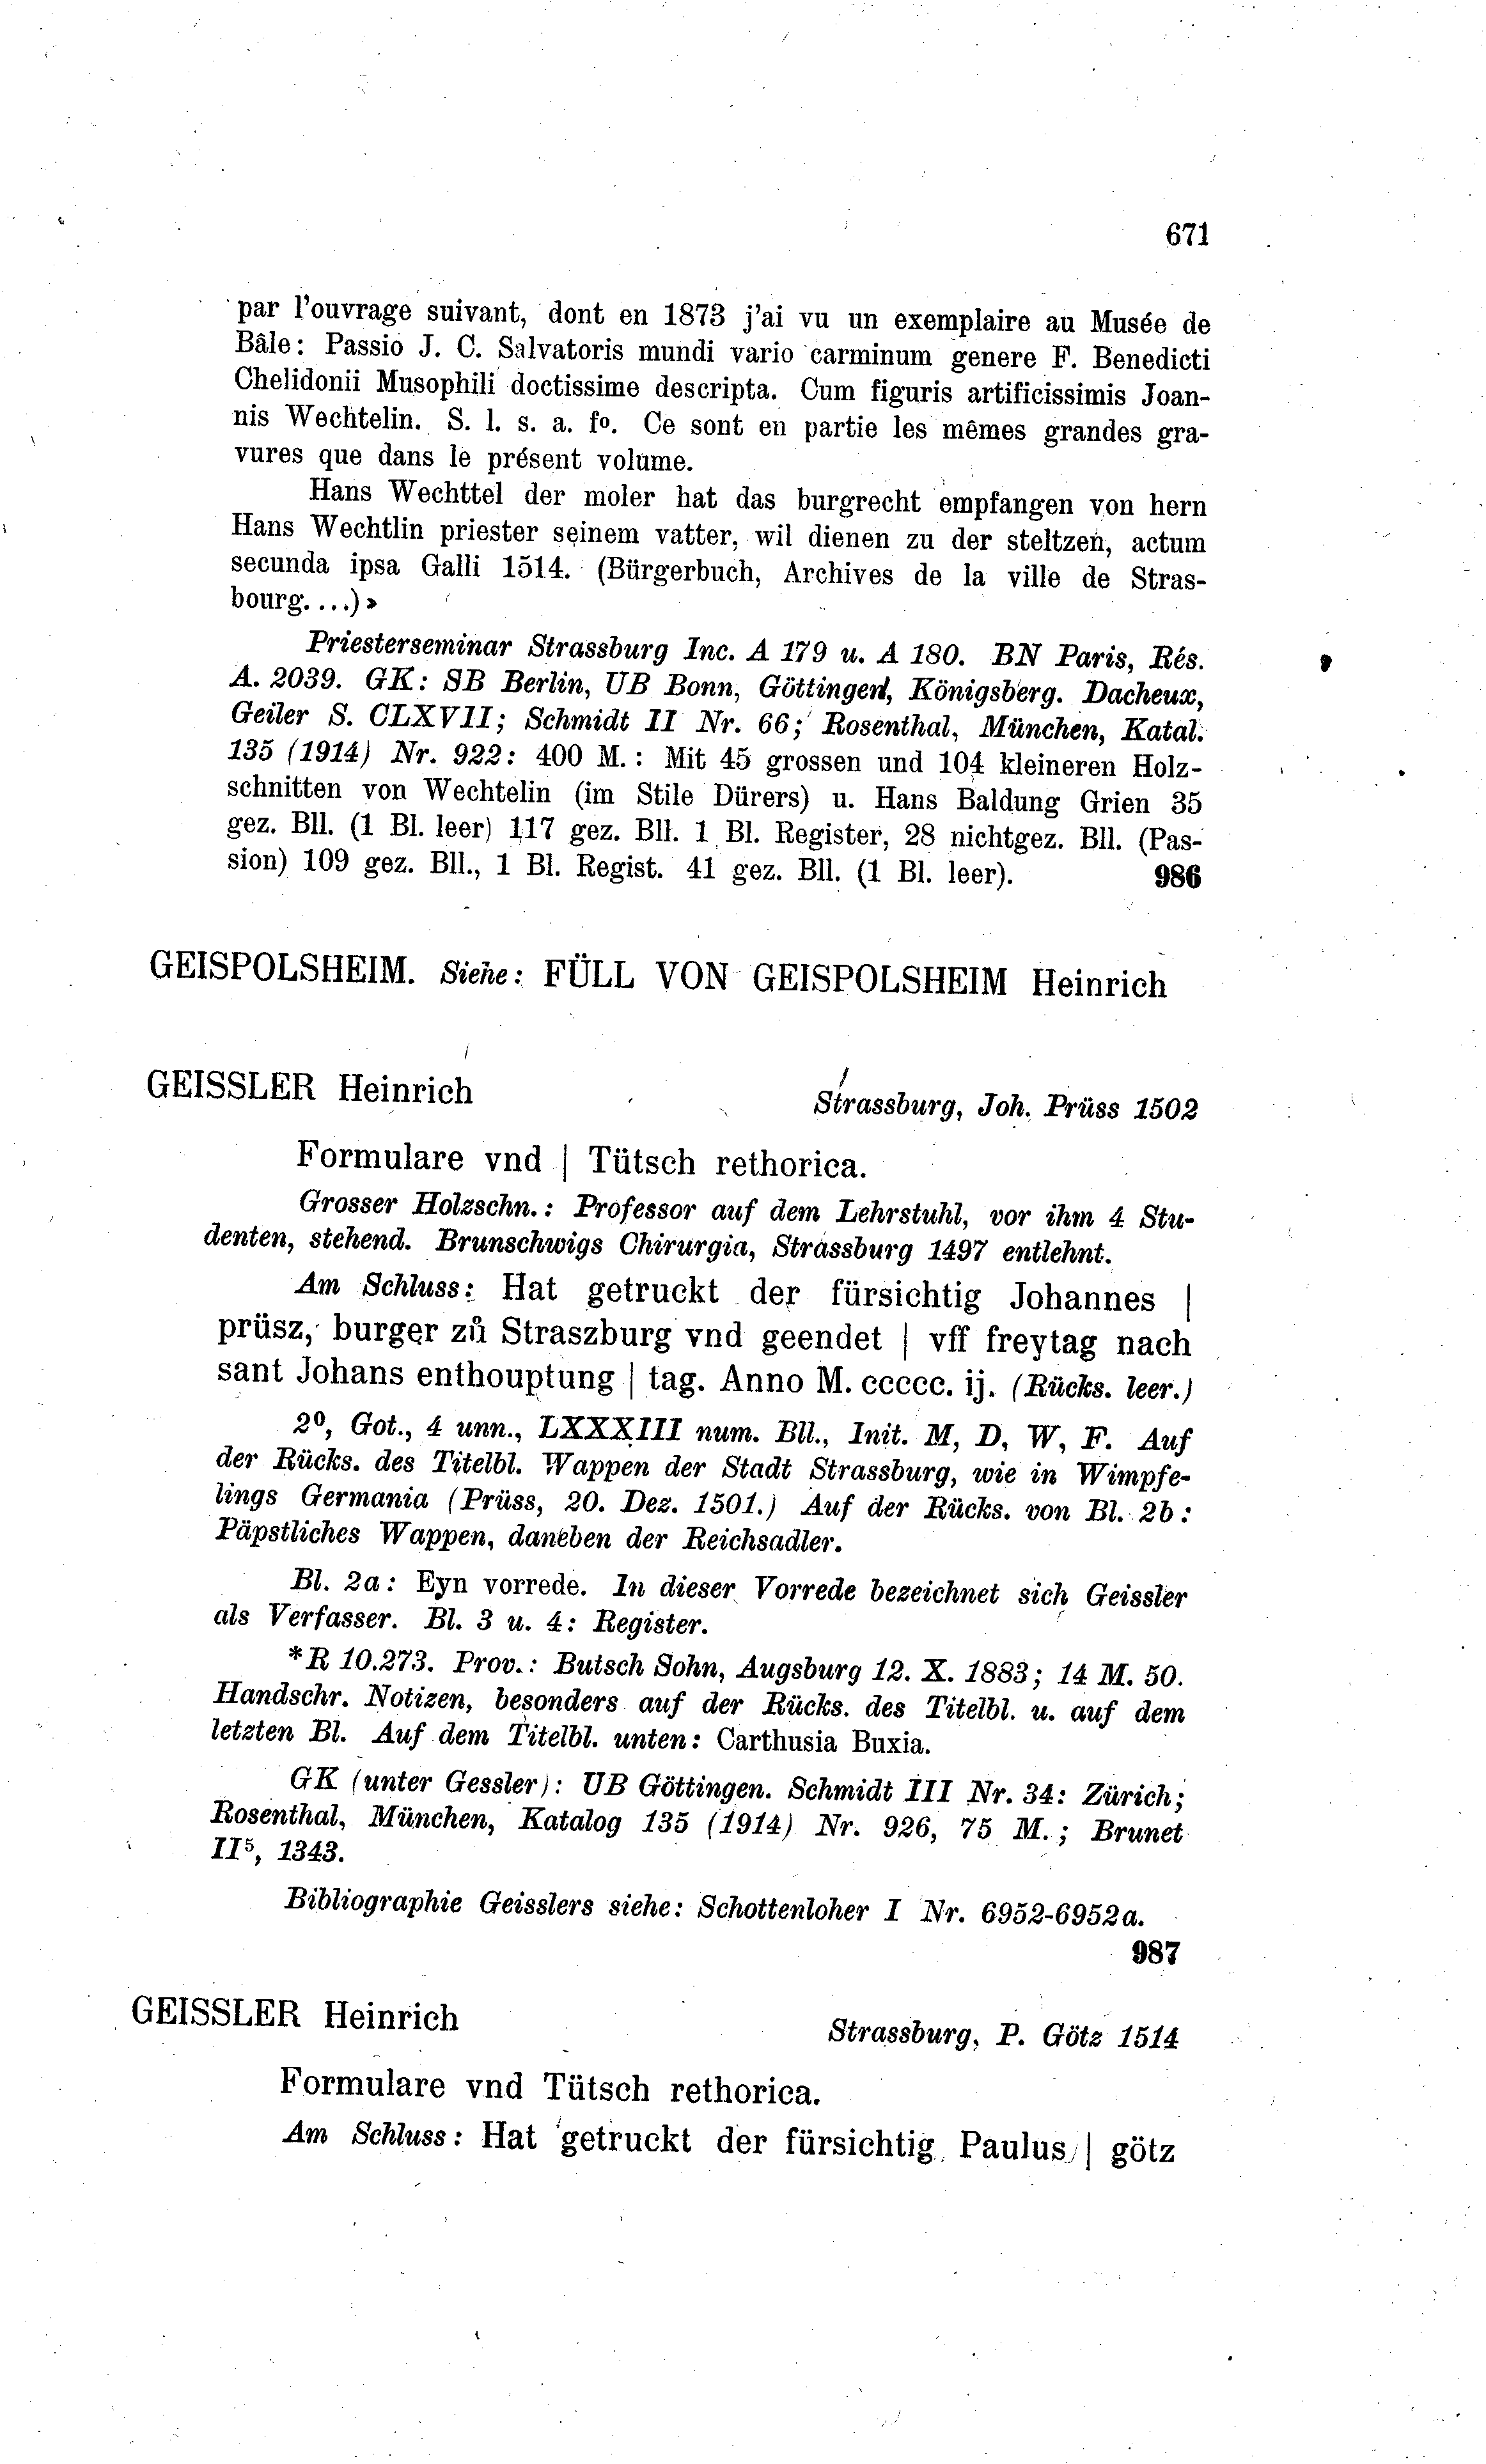 671
par l'ouvrage suivant, dont en 1873 j'ai vu un exemplaire au Musée de
Bâle: Passio J. C. Salvatoris mundi vario carminum genere F. Benedicti
Chelidonii Musophili doctissime descripta. Cum figuris artificissimis Joan-
nis Wechtelin. S. l. s. a. fº. Ce sont en partie les mêmes grandes gra-
vures que dans le présent volume.
Hans Wechttel der moler hat das burgrecht empfangen von hern
Hans Wechtlin priester seinem vatter, wil dienen zu der steltzen, actum
secunda ipsa Galli 1514. (Bürgerbuch, Archives de la ville de Stras-
bourg....)»
Priesterseminar Strassburg Inc. A 179 u. A 180. BN Paris, Rés.
A. 2039. GK: SB Berlin, UB Bonn, Göttingen, Königsberg. Dacheux,
Geiler S. CLXVII; Schmidt II Nr. 66; Rosenthal, München, Katal.
135 (1914) Nr. 922: 400 M.: Mit 45 grossen und 104 kleineren Holz-
schnitten von Wechtelin (im Stile Dürers) u. Hans Baldung Grien 35
gez. Bll. (1 Bl. leer) 117 gez. Bll. 1 Bl. Register, 28 nichtgez. Bll. (Pas-
sion) 109 gez. Bll., 1 Bl. Regist. 41 gez. Bll. (1 Bl. leer). 986
GEISPOLSHEIM. Siehe: FÜLL VON GEISPOLSHEIM Heinrich
GEISSLER Heinrich
Strassburg, Joh. Prüss 1502
Formulare vnd | Tütsch rethorica.
Grosser Holzschn.: Professor auf dem Lehrstuhl, vor ihm 4 Stu-
denten, stehend. Brunschwigs Chirurgia, Strassburg 1497 entlehnt.
Am Schluss: Hat getruckt der fürsichtig Johannes |
prüsz, burger zů Straszburg vnd geendet | vff freytag nach
sant Johans enthouptung | tag. Anno M. ccccc. ij. (Rücks. leer.)
2º, Got., 4 unn., LXXXIII num. Bll., Init. M, D, W, F. Auf
der Rücks. des Titelbl. Wappen der Stadt Strassburg, wie in Wimpfe-
lings Germania (Prüss, 20. Dez. 1501.) Auf der Rücks. von Bl. 2b:
Päpstliches Wappen, daneben der Reichsadler.
Bl. 2a: Eyn vorrede. In dieser Vorrede bezeichnet sich Geissler
als Verfasser. Bl. 3 u. 4: Register.
*R 10.273. Prov.: Butsch Sohn, Augsburg 12. X. 1883; 14 M. 50.
Handschr. Notizen, besonders auf der Rücks. des Titelbl. u. auf dem
letzten Bl. Auf dem Titelbl. unten: Carthusia Buxia.
GK (unter Gessler): UB Göttingen. Schmidt III Nr. 34: Zürich;
Rosenthal, München, Katalog 135 (1914) Nr. 926, 75 M.; Brunet
II⁵, 1343.
Bibliographie Geisslers siehe: Schottenloher I Nr. 6952-6952a.
987
GEISSLER Heinrich
Strassburg, P. Götz 1514
Formulare vnd Tütsch rethorica.
Am Schluss: Hat getruckt der fürsichtig Paulus | götz